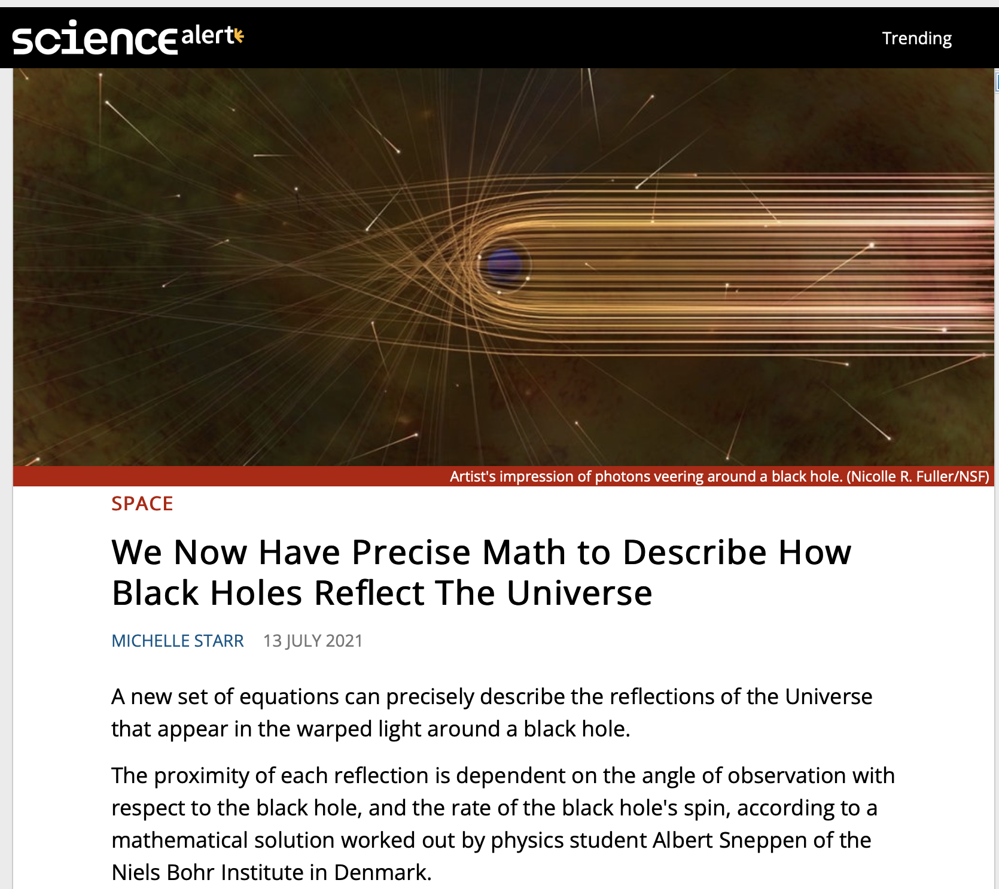 sciencealert
Trending
Artist's impression of photons veering around a black hole. (Nicolle R. Fuller/NSF)
SPACE
We Now Have Precise Math to Describe How
Black Holes Reflect The Universe
MICHELLE STARR 13 JULY 2021
A new set of equations can precisely describe the reflections of the Universe
that appear in the warped light around a black hole.
The proximity of each reflection is dependent on the angle of observation with
respect to the black hole, and the rate of the black hole's spin, according to a
mathematical solution worked out by physics student Albert Sneppen of the
Niels Bohr Institute in Denmark.